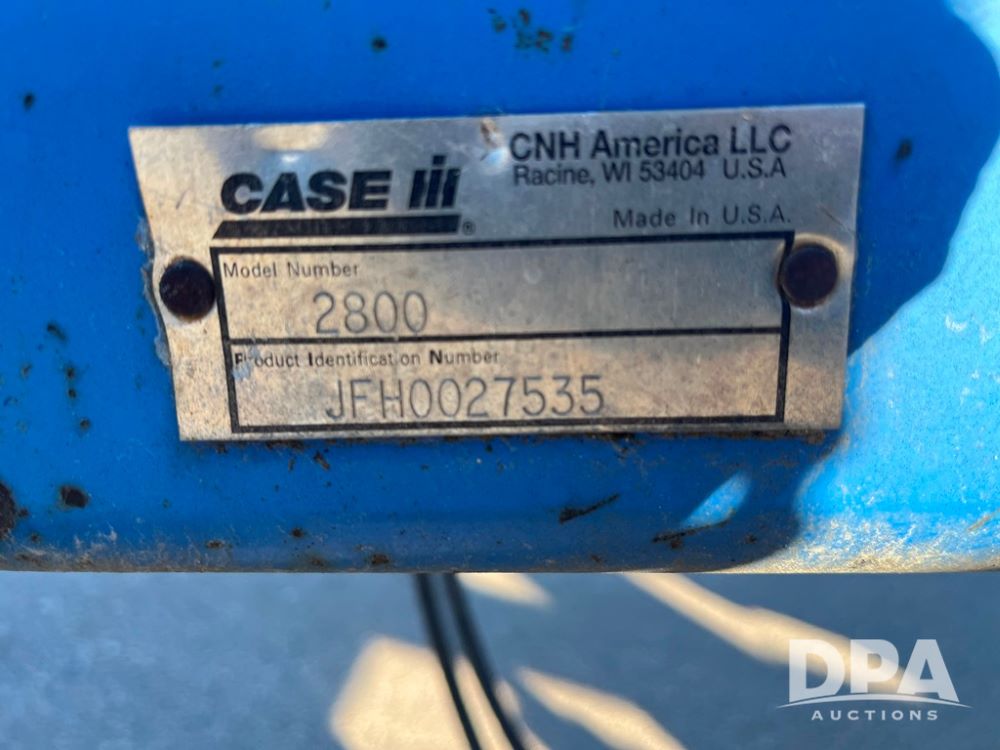 CASE IH
®
CNH America LLC
Racine, WI 53404 U.S.A
Made In U.S.A.
Model Number
2800
Product Identification Number
JFH0027535
DPA
AUCTIONS